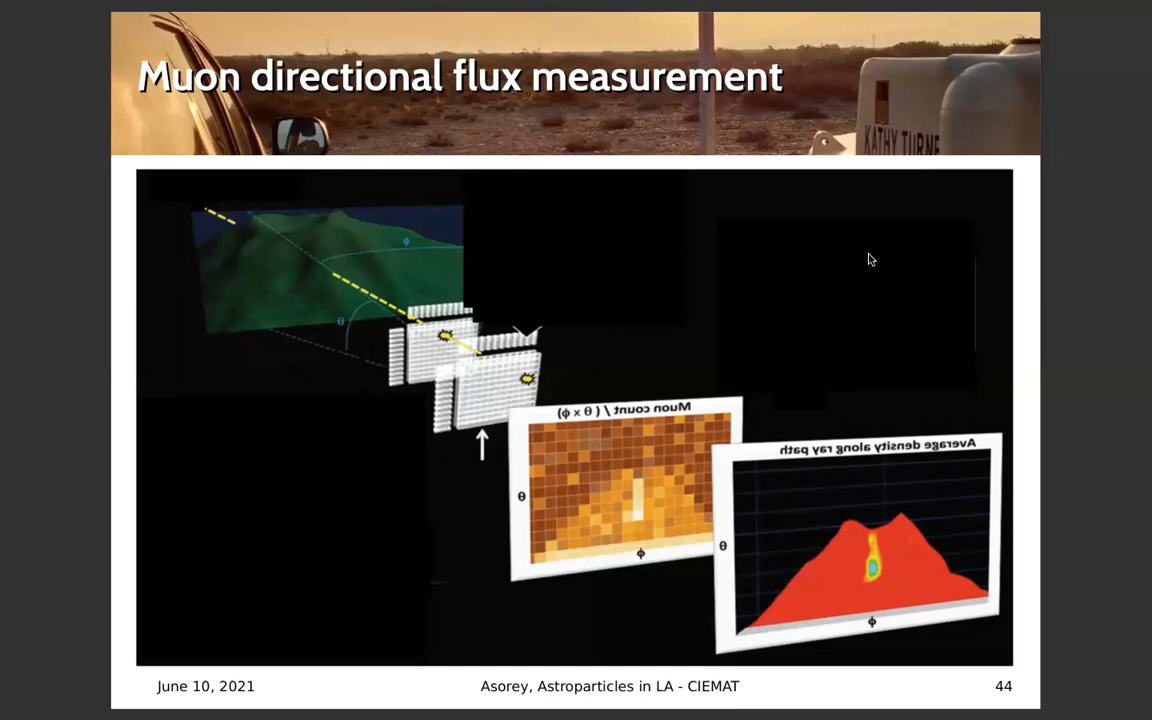 Muon directional flux measurement
KATHY TURNE
φ
θ
Muon count / ( θ x φ)
θ
φ
Average density along ray path
θ
φ
June 10, 2021
Asorey, Astroparticles in LA - CIEMAT
44